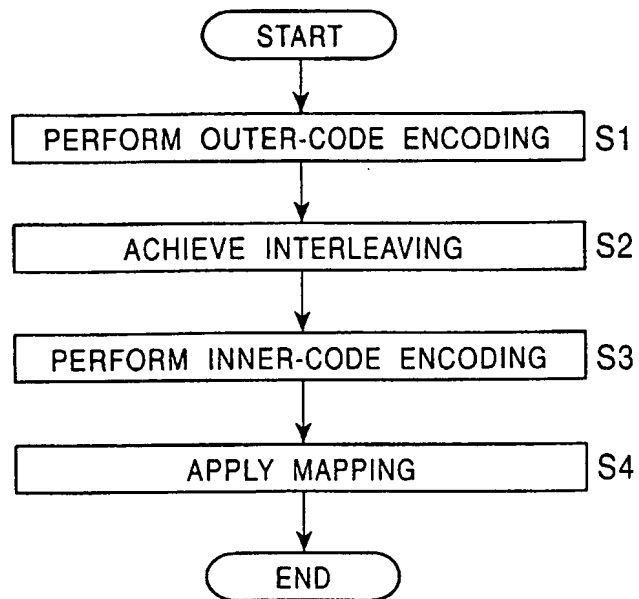 START
PERFORM OUTER-CODE ENCODING S1
ACHIEVE INTERLEAVING S2
PERFORM INNER-CODE ENCODING S3
APPLY MAPPING S4
END